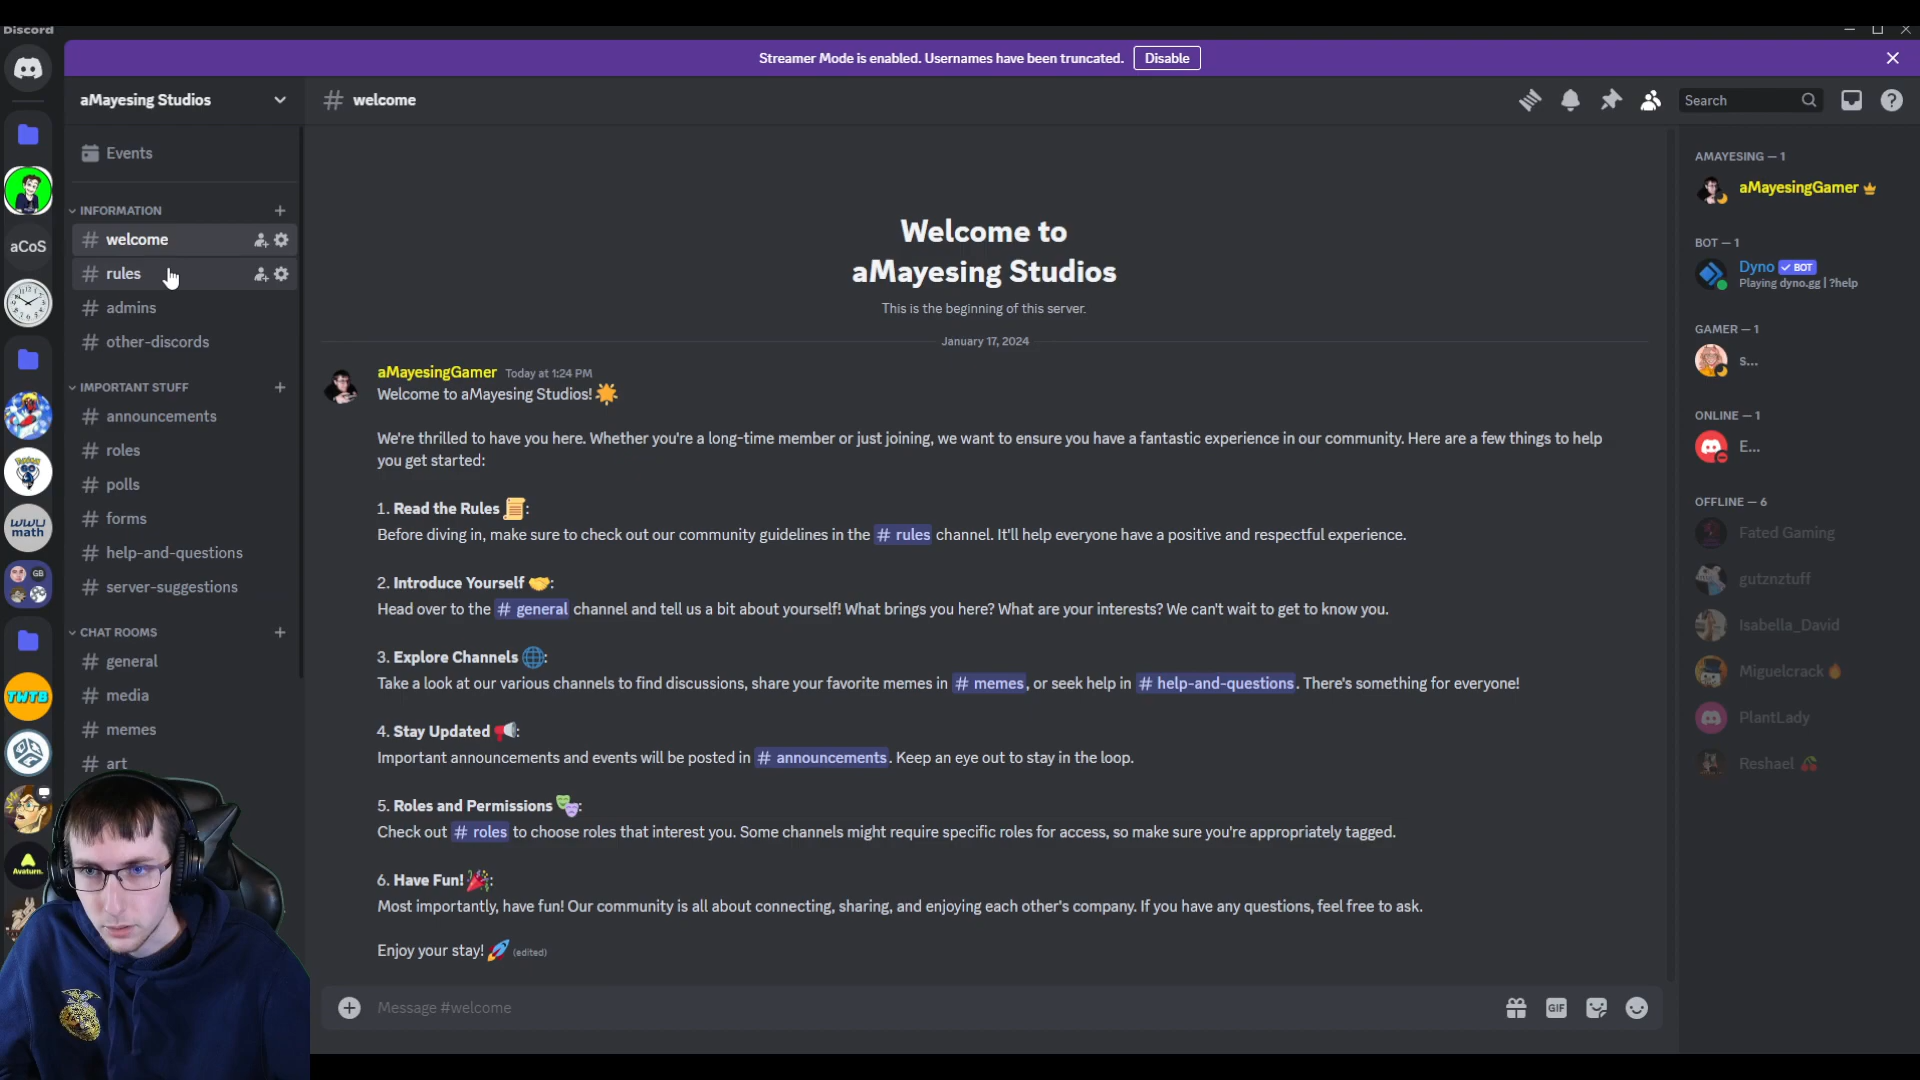 Discord
Streamer Mode is enabled. Usernames have been truncated. Disable
aMayesing Studios
# welcome
Search
Events
INFORMATION
# welcome
# rules
# admins
# other-discords
IMPORTANT STUFF
# announcements
# roles
# polls
# forms
# help-and-questions
# server-suggestions
CHAT ROOMS
# general
# media
# memes
# art
aCoS
WWU
math
GB
TWTB
Avaturn.
Welcome to
aMayesing Studios
This is the beginning of this server.
January 17, 2024
aMayesingGamer Today at 1:24 PM
Welcome to aMayesing Studios! 🌟
We're thrilled to have you here. Whether you're a long-time member or just joining, we want to ensure you have a fantastic experience in our community. Here are a few things to help
you get started:
1. Read the Rules 📜:
Before diving in, make sure to check out our community guidelines in the # rules channel. It'll help everyone have a positive and respectful experience.
2. Introduce Yourself 🤝:
Head over to the # general channel and tell us a bit about yourself! What brings you here? What are your interests? We can't wait to get to know you.
3. Explore Channels 🌐:
Take a look at our various channels to find discussions, share your favorite memes in # memes, or seek help in # help-and-questions. There's something for everyone!
4. Stay Updated 📢:
Important announcements and events will be posted in # announcements. Keep an eye out to stay in the loop.
5. Roles and Permissions 🎭:
Check out # roles to choose roles that interest you. Some channels might require specific roles for access, so make sure you're appropriately tagged.
6. Have Fun! 🎉:
Most importantly, have fun! Our community is all about connecting, sharing, and enjoying each other's company. If you have any questions, feel free to ask.
Enjoy your stay! 🚀 (edited)
Message #welcome
GIF
AMAYESING — 1
aMayesingGamer
BOT — 1
Dyno ✓ BOT
Playing dyno.gg | ?help
GAMER — 1
s...
ONLINE — 1
E...
OFFLINE — 6
Fated Gaming
gutznztuff
Isabella_David
Miguelcrack
PlantLady
Reshael 🍒